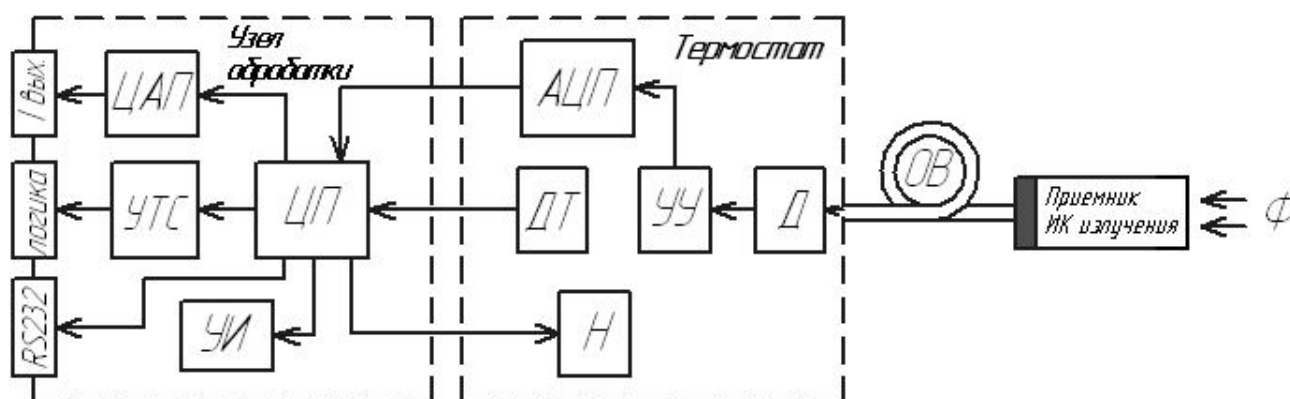 Узел
обработки
Термостат
I вых.
ЦАП
АЦП
ОВ
Приемник
ИК излучения
Ф
логика
УТС
ЦП
ДТ
УУ
Д
RS232
УИ
Н